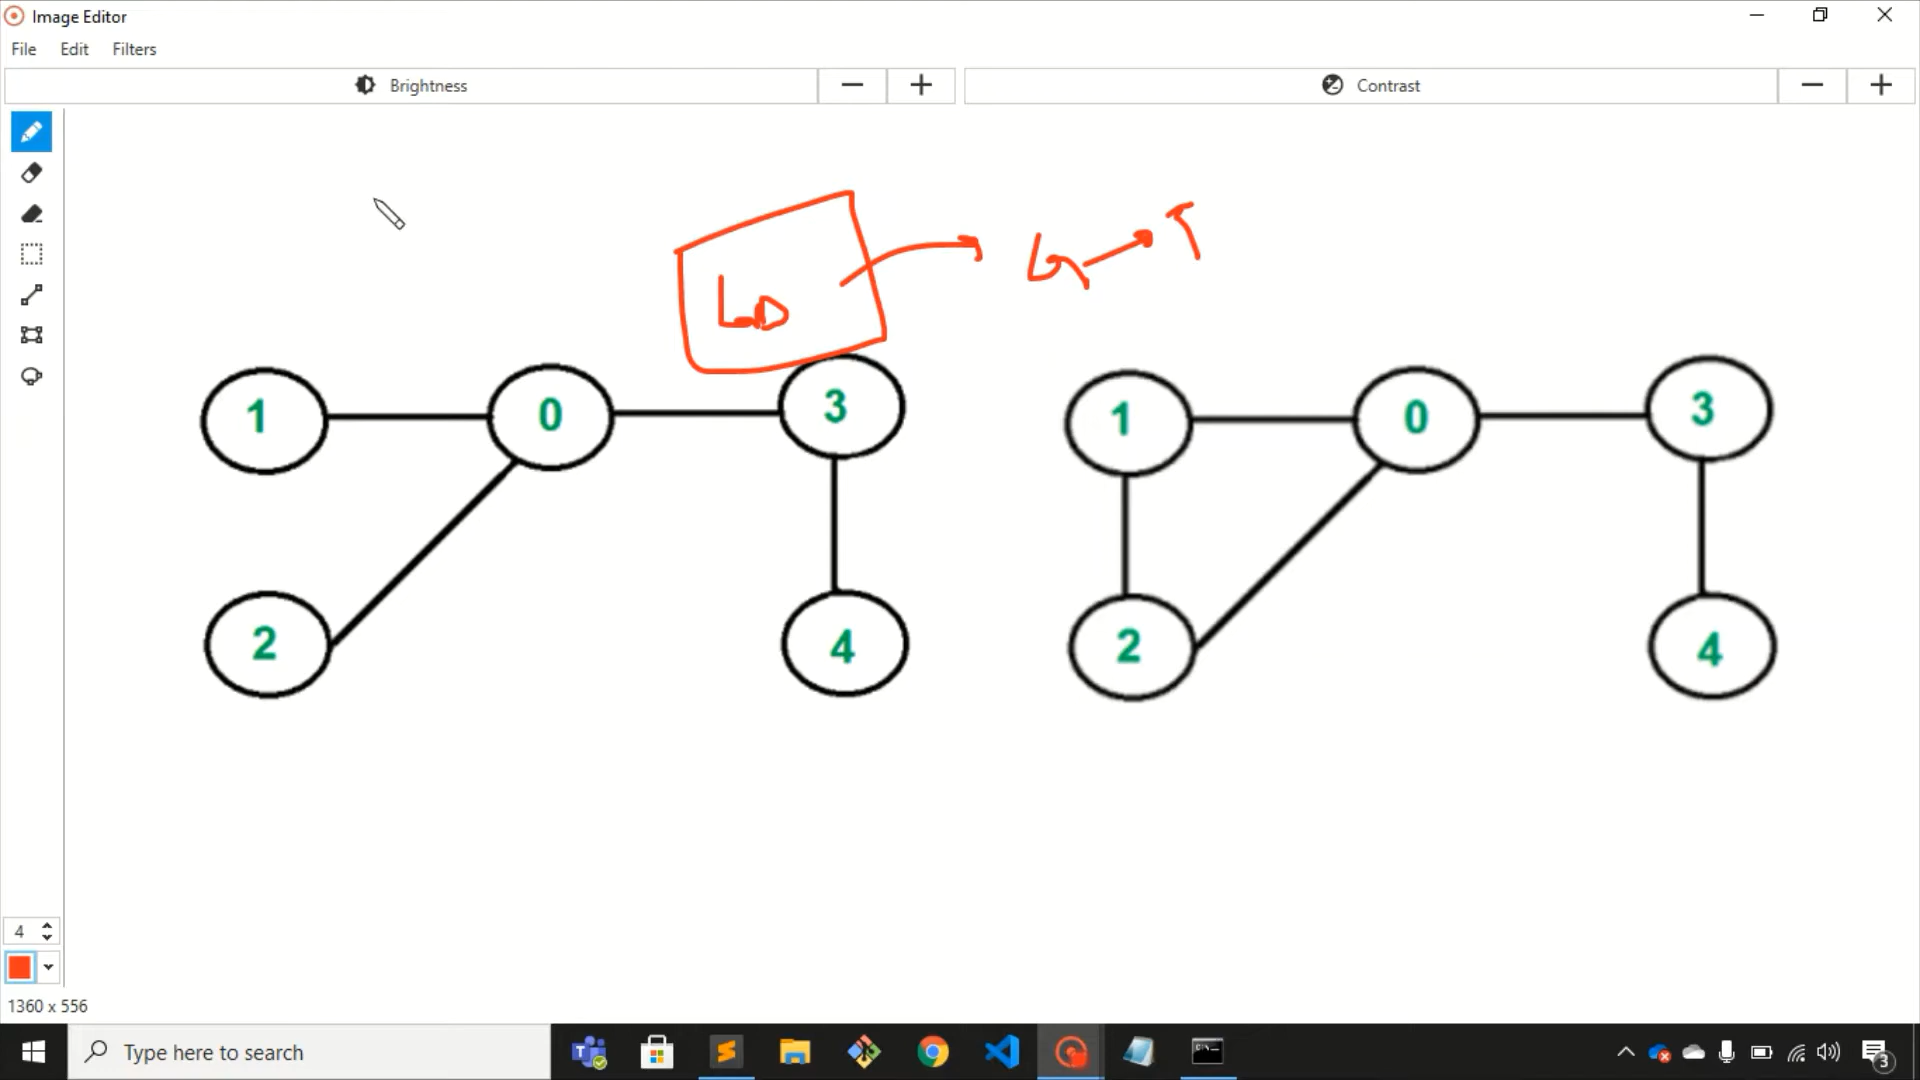 Image Editor
File Edit Filters
Brightness
Contrast
1 0 3 1 0 3
2 4 2 4
4
1360 x 556
Type here to search
3